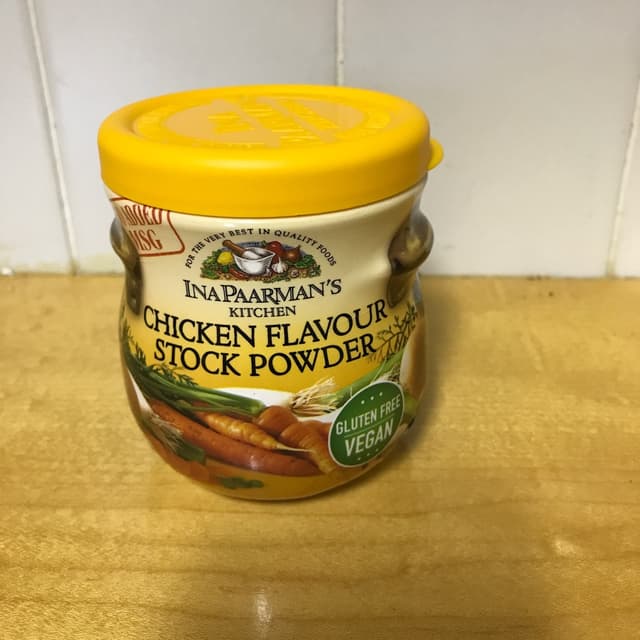 ADDED
MSG
FOR THE VERY BEST IN QUALITY FOODS
INA PAARMAN'S
KITCHEN
CHICKEN FLAVOUR
STOCK POWDER
GLUTEN FREE
VEGAN